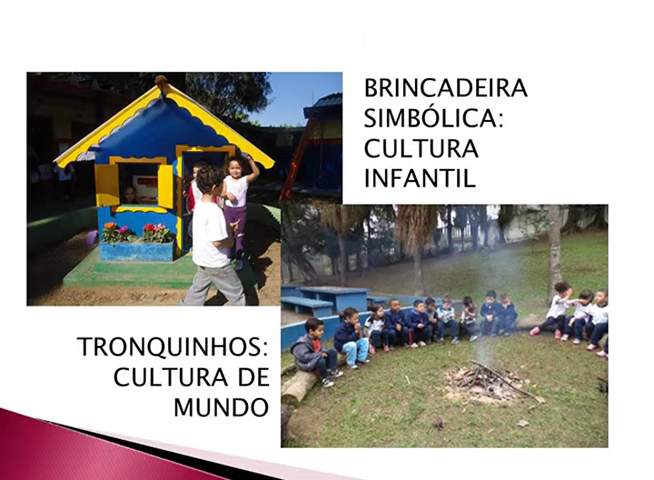 BRINCADEIRA
SIMBÓLICA:
CULTURA
INFANTIL
TRONQUINHOS:
CULTURA DE
MUNDO